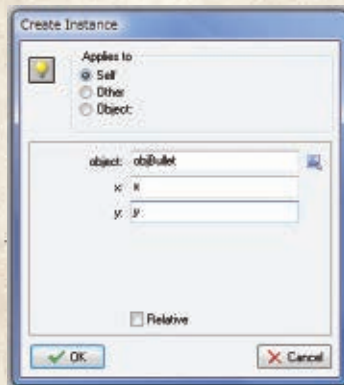 Create Instance
Applies to
Self
Other
Object:
object: objBullet
x: x
y: y
Relative
OK
Cancel